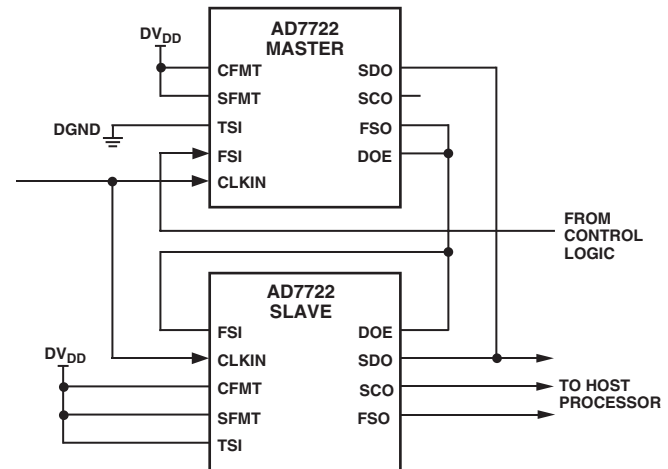 AD7722
MASTER
DVDD
CFMT
SFMT
DGND
TSI
FSI
CLKIN
SDO
SCO
FSO
DOE
FROM
CONTROL
LOGIC
AD7722
SLAVE
FSI
CLKIN
DVDD
CFMT
SFMT
TSI
DOE
SDO
SCO
FSO
TO HOST
PROCESSOR